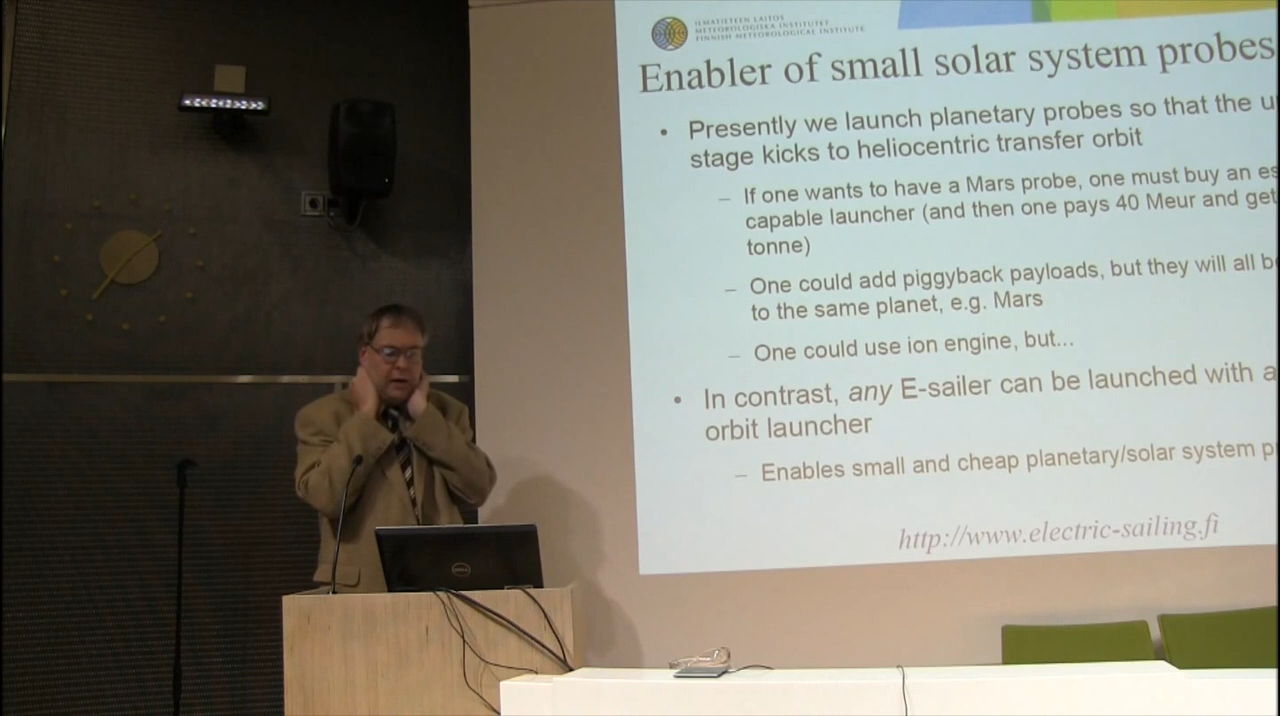 ILMATIETEEN LAITOS
METEOROLOGISKA INSTITUTET
FINNISH METEOROLOGICAL INSTITUTE
Enabler of small solar system probes
• Presently we launch planetary probes so that the
stage kicks to heliocentric transfer orbit
– If one wants to have a Mars probe, one must buy an
capable launcher (and then one pays 40 Meur and get
tonne)
– One could add piggyback payloads, but they will all
to the same planet, e.g. Mars
– One could use ion engine, but...
• In contrast, any E-sailer can be launched with a
orbit launcher
– Enables small and cheap planetary/solar system
http://www.electric-sailing.fi
DELL